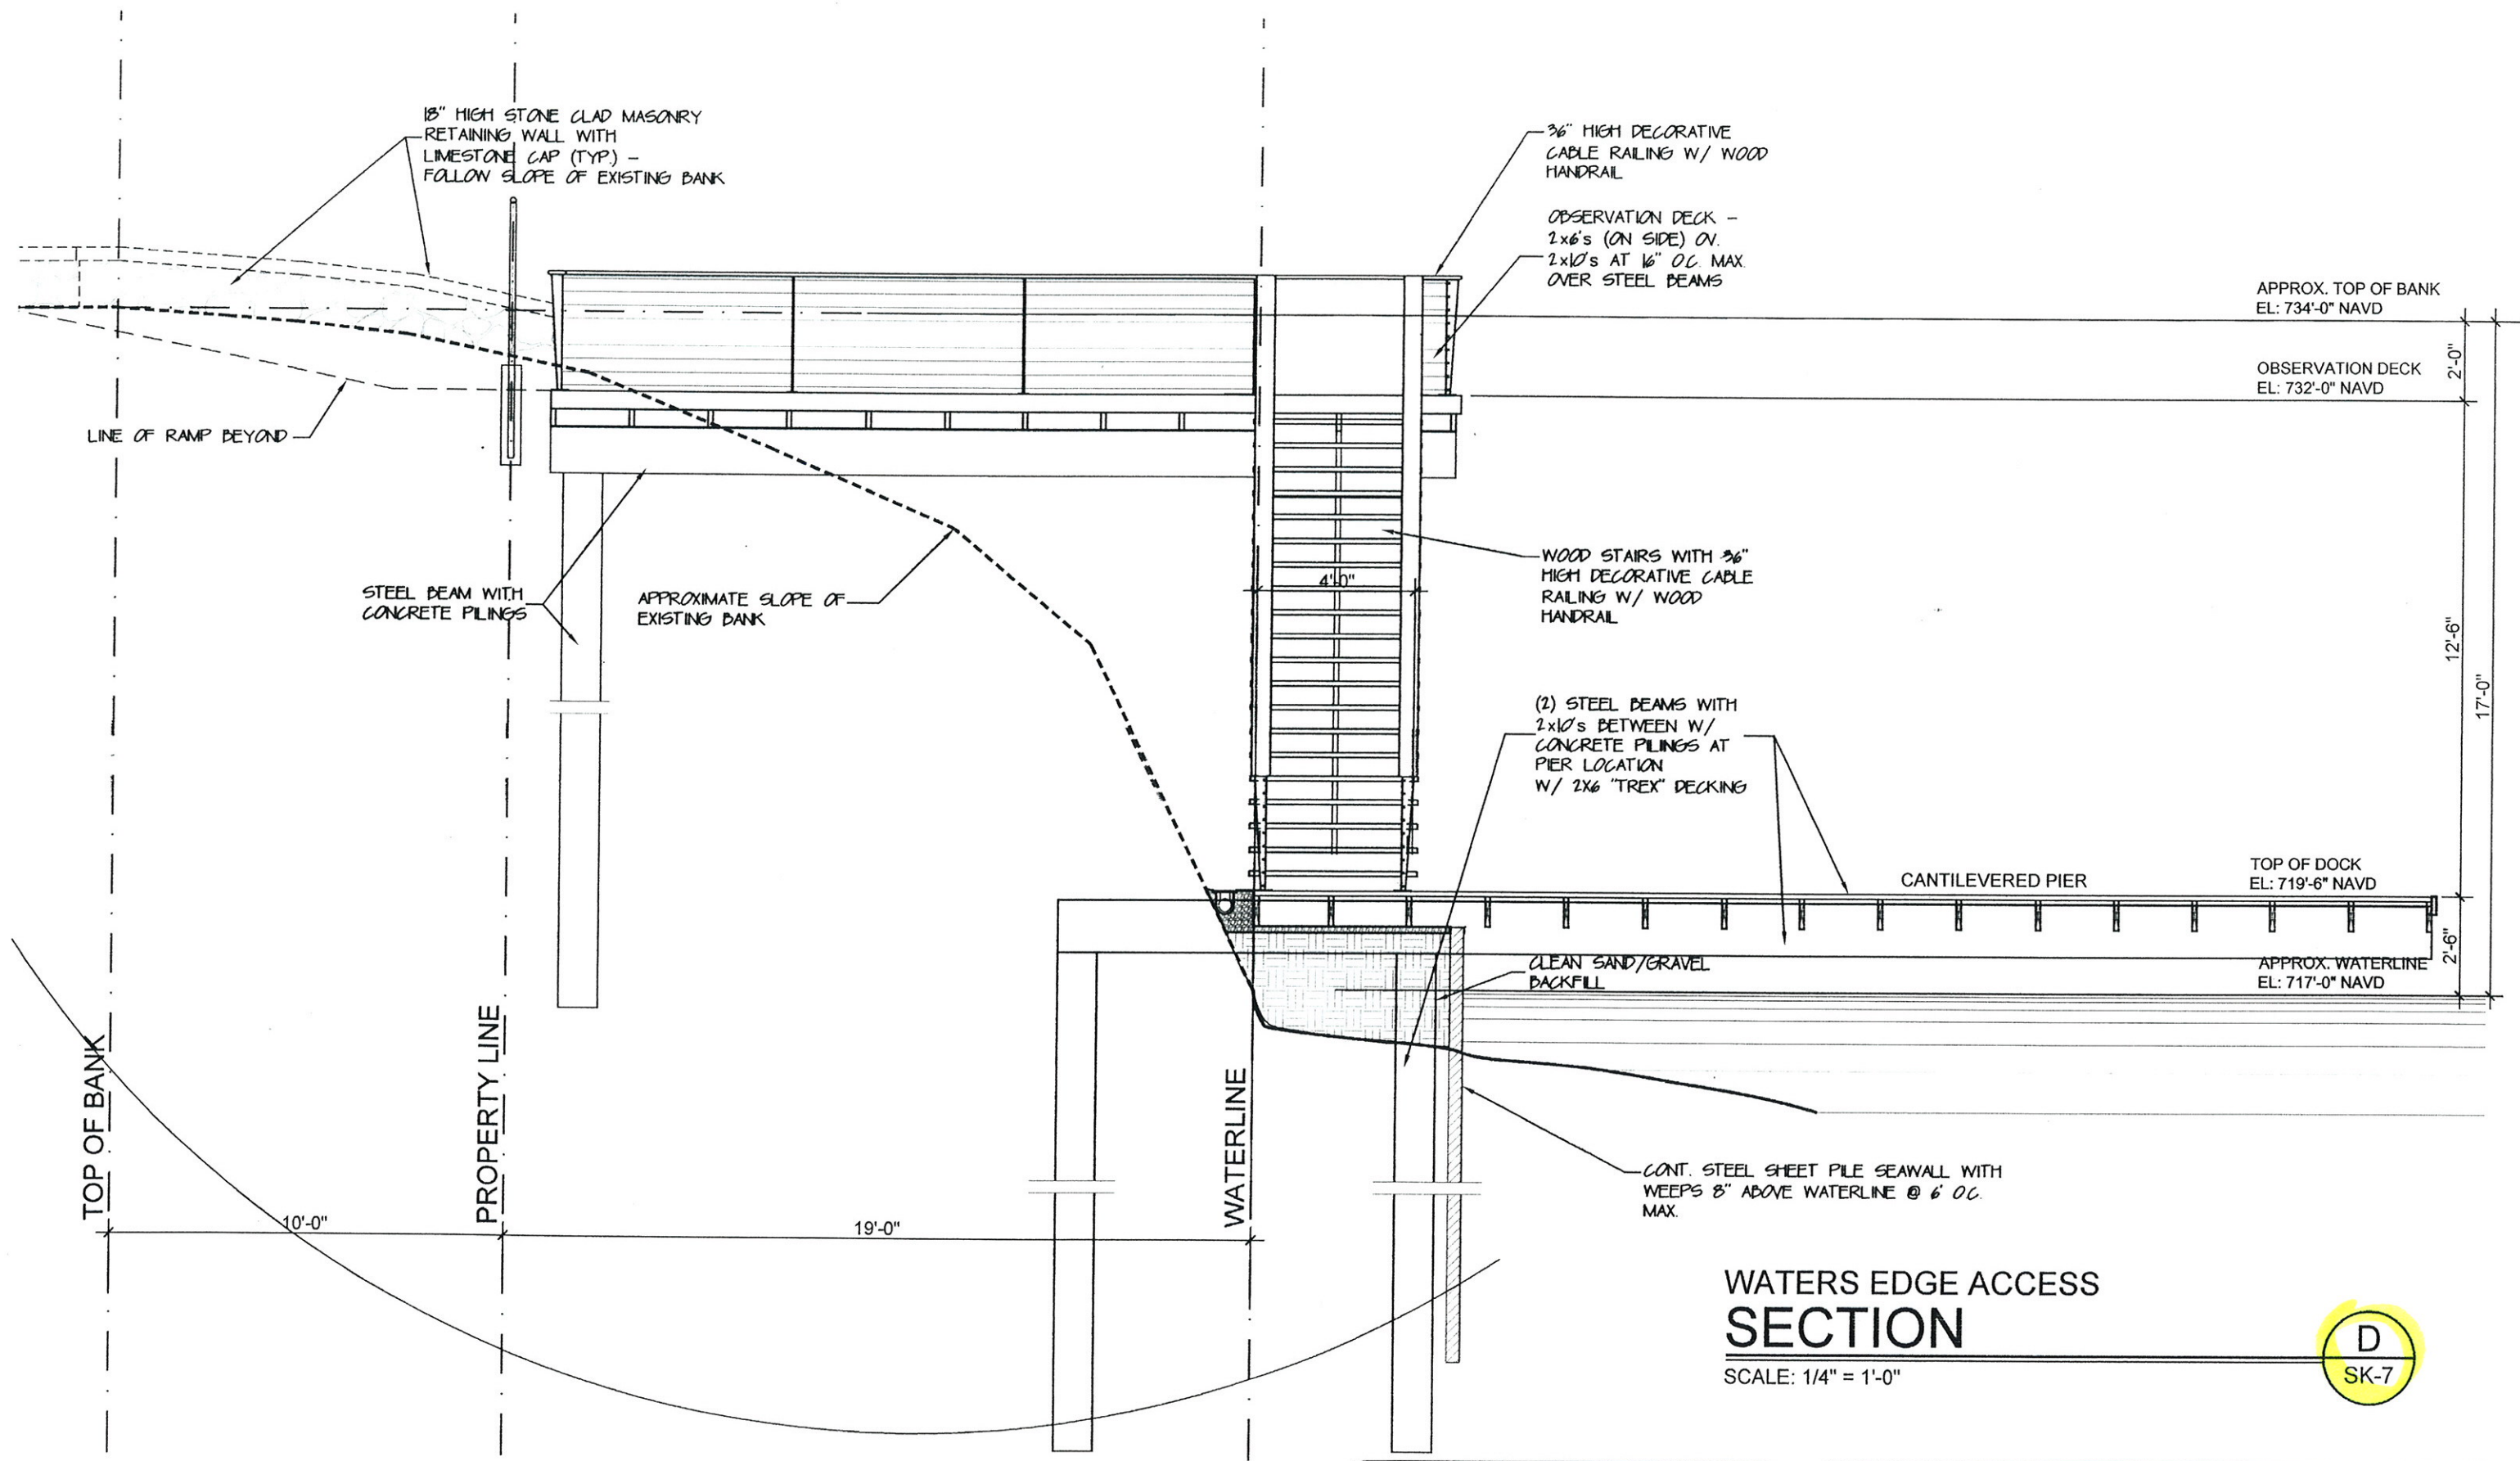 18" HIGH STONE CLAD MASONRY
RETAINING WALL WITH
LIMESTONE CAP (TYP.) -
FOLLOW SLOPE OF EXISTING BANK
36" HIGH DECORATIVE
CABLE RAILING W/ WOOD
HANDRAIL
OBSERVATION DECK -
2x6's (ON SIDE) OV.
2x10's AT 16" O.C. MAX.
OVER STEEL BEAMS
APPROX. TOP OF BANK
EL: 734'-0" NAVD
2'-0"
OBSERVATION DECK
EL: 732'-0" NAVD
LINE OF RAMP BEYOND
STEEL BEAM WITH
CONCRETE PILINGS
APPROXIMATE SLOPE OF
EXISTING BANK
4'-0"
WOOD STAIRS WITH 36"
HIGH DECORATIVE CABLE
RAILING W/ WOOD
HANDRAIL
12'-6"
17'-0"
(2) STEEL BEAMS WITH
2x10's BETWEEN W/
CONCRETE PILINGS AT
PIER LOCATION
W/ 2X6 "TREX" DECKING
CANTILEVERED PIER
TOP OF DOCK
EL: 719'-6" NAVD
2'-6"
CLEAN SAND/GRAVEL
BACKFILL
APPROX. WATERLINE
EL: 717'-0" NAVD
TOP OF BANK
PROPERTY LINE
WATERLINE
CONT. STEEL SHEET PILE SEAWALL WITH
WEEPS 8" ABOVE WATERLINE @ 6' O.C.
MAX.
10'-0"
19'-0"
WATERS EDGE ACCESS
SECTION
SCALE: 1/4" = 1'-0"
D
SK-7